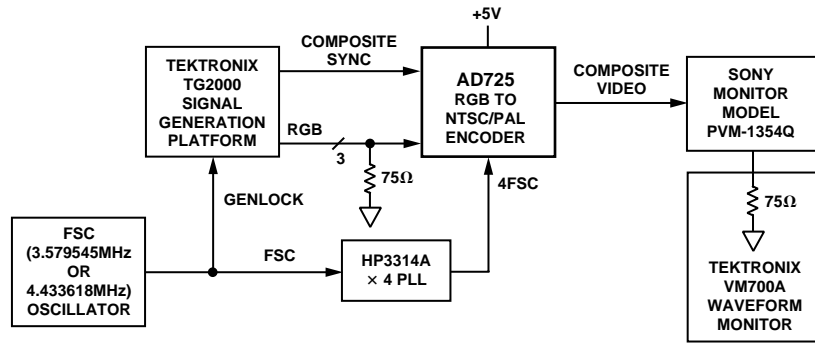 +5V
COMPOSITE
SYNC
TEKTRONIX
TG2000
SIGNAL
GENERATION
PLATFORM
RGB
3
75Ω
GENLOCK
AD725
RGB TO
NTSC/PAL
ENCODER
COMPOSITE
VIDEO
SONY
MONITOR
MODEL
PVM-1354Q
4FSC
75Ω
FSC
(3.579545MHz
OR
4.433618MHz)
OSCILLATOR
FSC
HP3314A
× 4 PLL
TEKTRONIX
VM700A
WAVEFORM
MONITOR